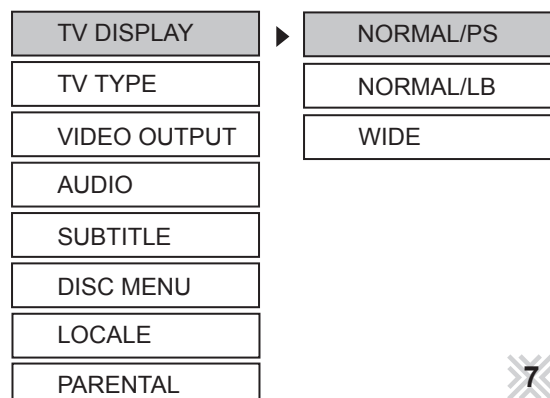 TV DISPLAY
TV TYPE
VIDEO OUTPUT
AUDIO
SUBTITLE
DISC MENU
LOCALE
PARENTAL
NORMAL/PS
NORMAL/LB
WIDE
7